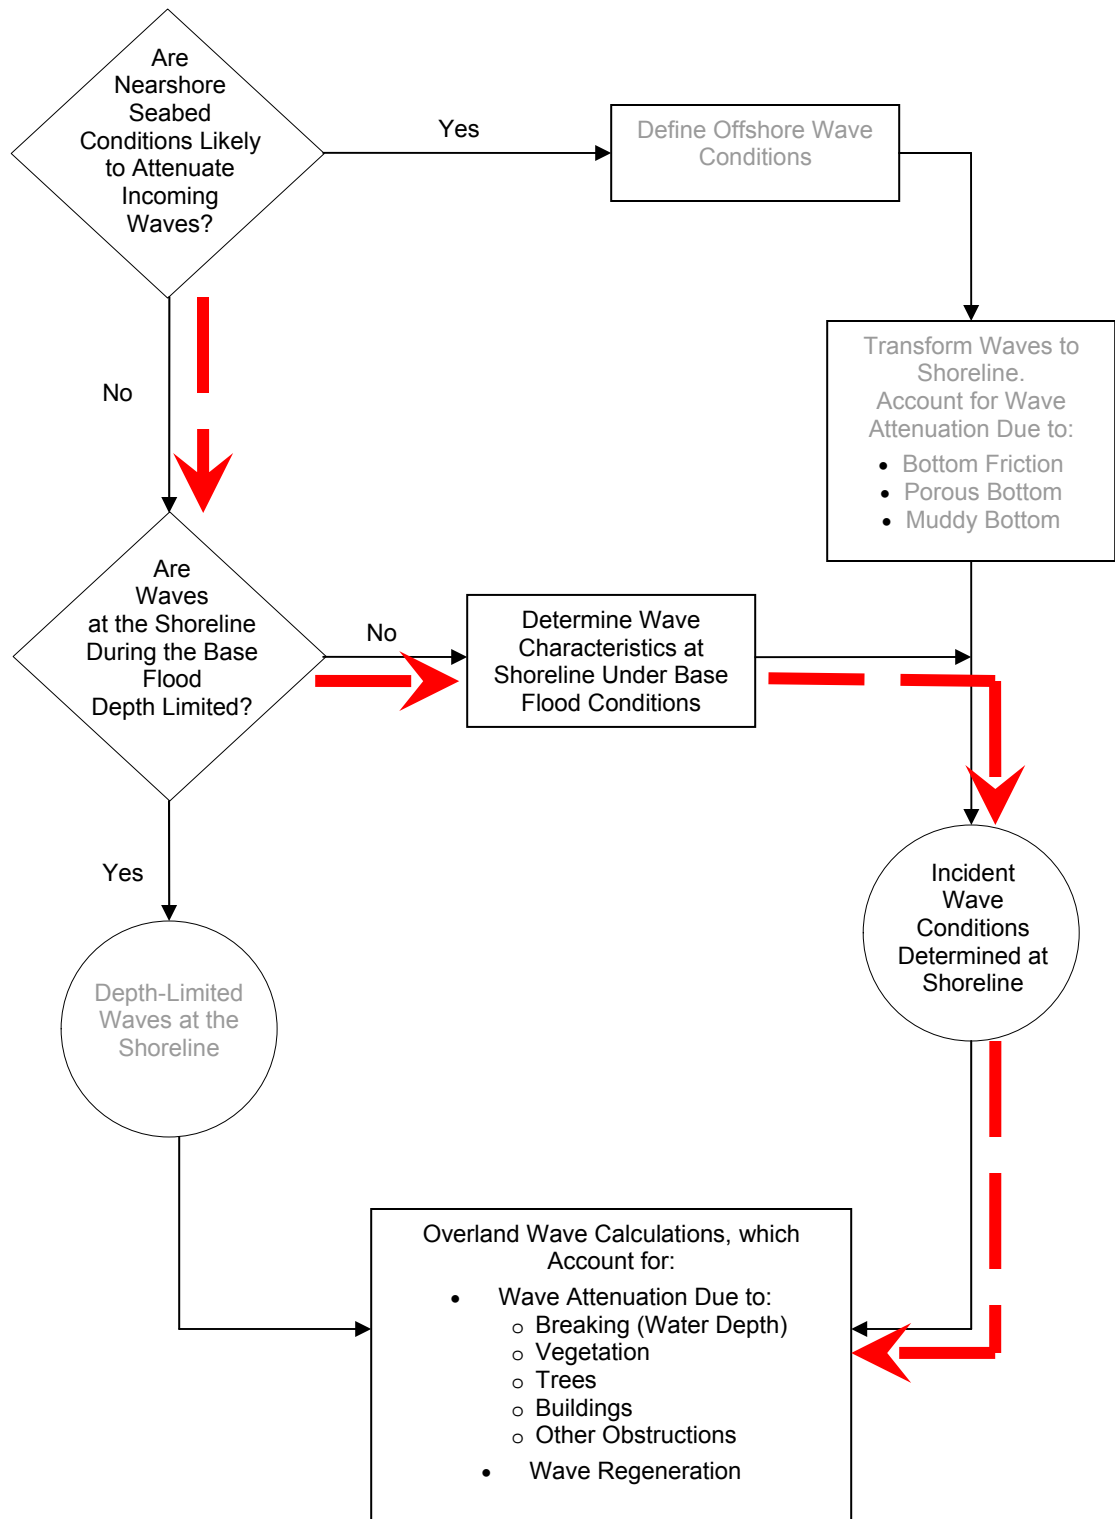 Are
Nearshore
Seabed
Conditions Likely
to Attenuate
Incoming
Waves?
Yes
Define Offshore Wave
Conditions
Transform Waves to
Shoreline.
Account for Wave
Attenuation Due to:
• Bottom Friction
• Porous Bottom
• Muddy Bottom
No
Are
Waves
at the Shoreline
During the Base
Flood
Depth Limited?
No
Determine Wave
Characteristics at
Shoreline Under Base
Flood Conditions
Yes
Incident
Wave
Conditions
Determined at
Shoreline
Depth-Limited
Waves at the
Shoreline
Overland Wave Calculations, which
Account for:
• Wave Attenuation Due to:
o Breaking (Water Depth)
o Vegetation
o Trees
o Buildings
o Other Obstructions
• Wave Regeneration